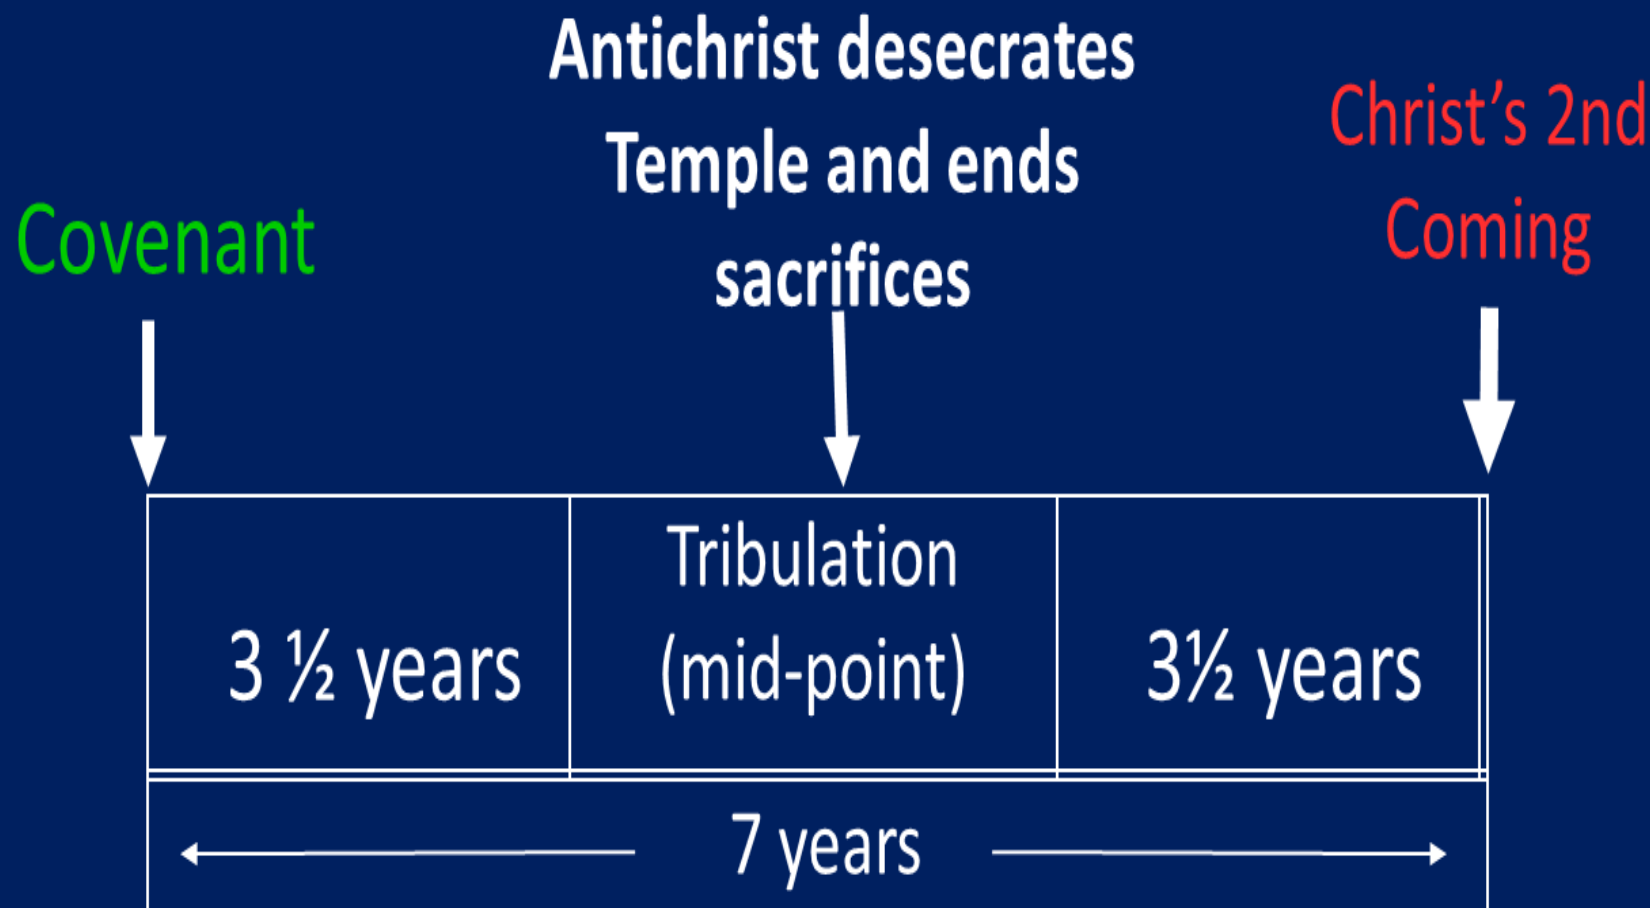 Antichrist desecrates
Temple and ends
sacrifices
Christ’s 2nd
Coming
Covenant
3 ½ years
Tribulation
(mid-point)
3½ years
7 years